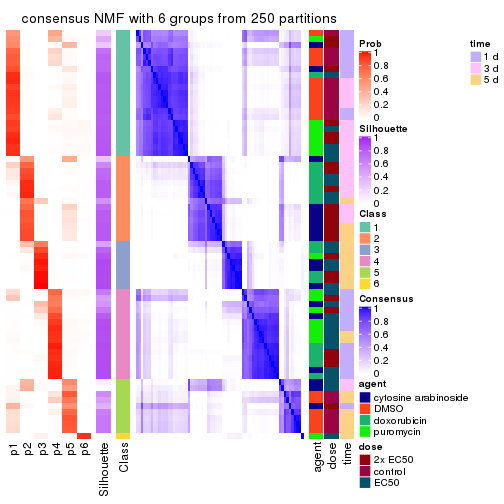 consensus NMF with 6 groups from 250 partitions
Prob
1
0.8
0.6
0.4
0.2
0
time
1 d
3 d
5 d
Silhouette
1
0.8
0.6
0.4
0.2
0
Class
1
2
3
4
5
6
Consensus
1
0.8
0.6
0.4
0.2
0
agent
cytosine arabinoside
DMSO
doxorubicin
puromycin
dose
2x EC50
control
EC50
p1
p2
p3
p4
p5
p6
Silhouette
Class
agent
dose
time